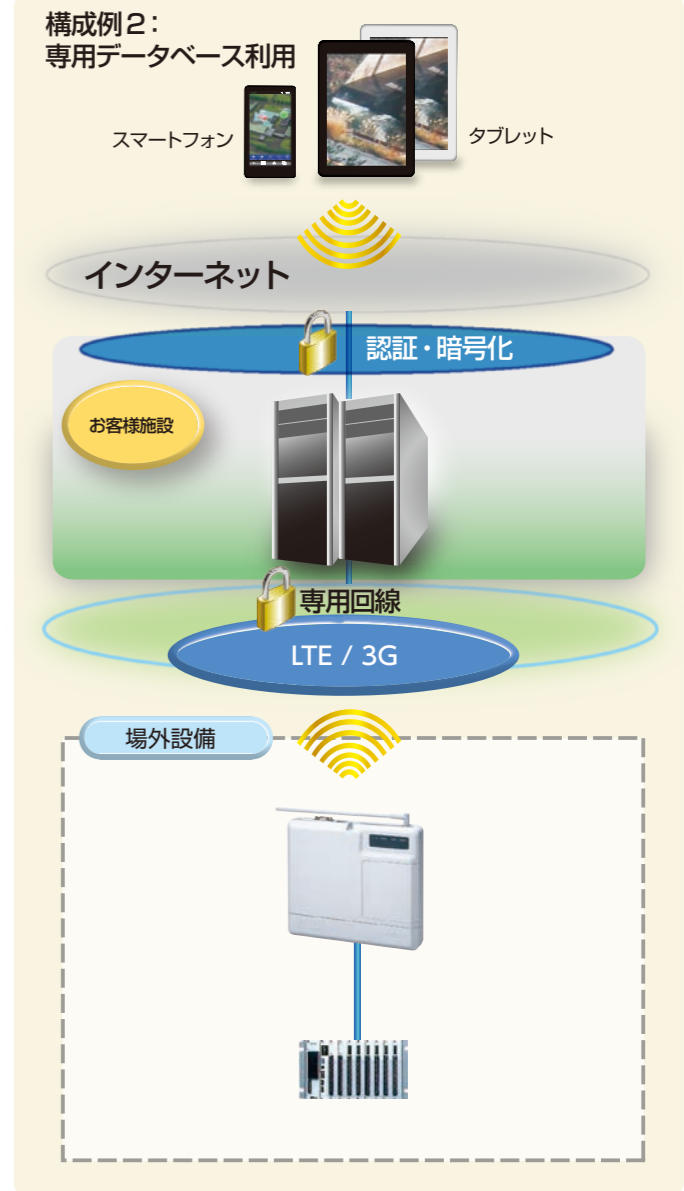 構成例2:
専用データベース利用
スマートフォン
タブレット
インターネット
認証・暗号化
お客様施設
専用回線
LTE / 3G
場外設備